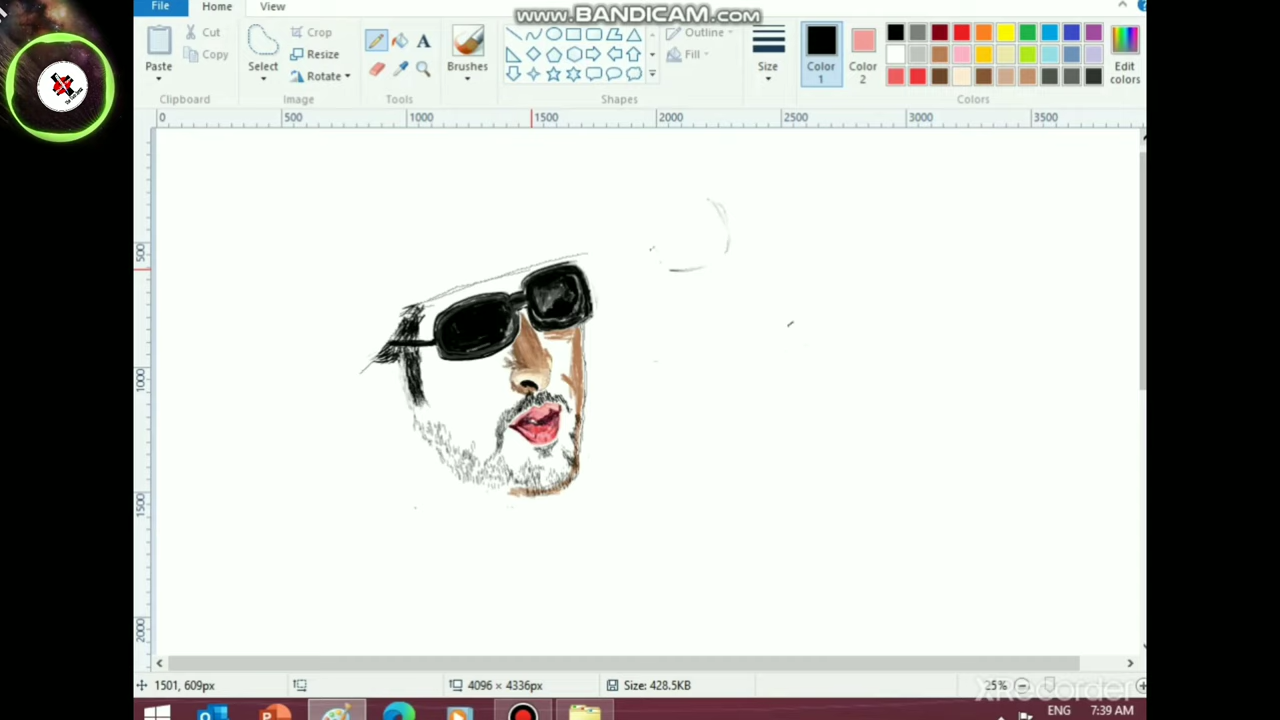 www.BANDICAM.com
File Home View
Paste Cut Copy Clipboard
Select Crop Resize Rotate Image
Tools
Brushes
Outline Fill Shapes
Size
Color 1 Color 2 Edit colors Colors
0 500 1000 1500 2000 2500 3000 3500
500
1000
1500
2000
1501, 609px 4096 × 4336px Size: 428.5KB 25%
XRecorder
ENG 7:39 AM